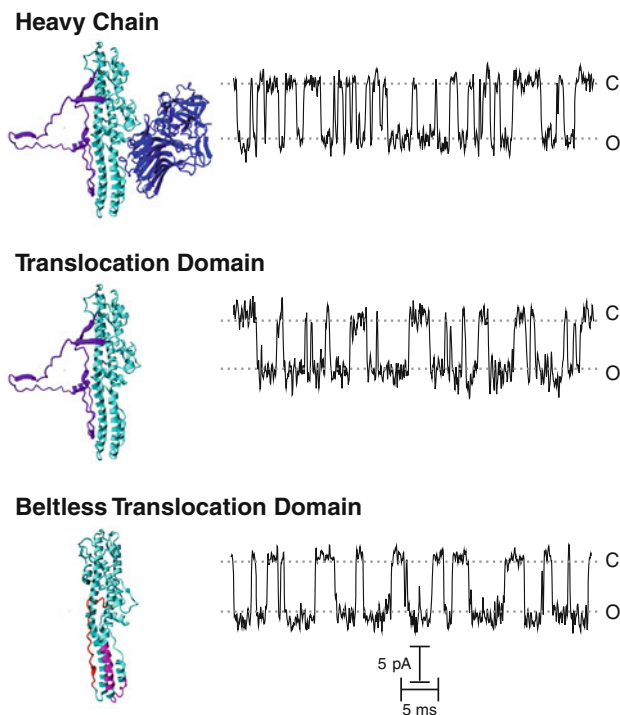 Heavy Chain
C
O
Translocation Domain
C
O
Beltless Translocation Domain
C
O
5 pA
5 ms